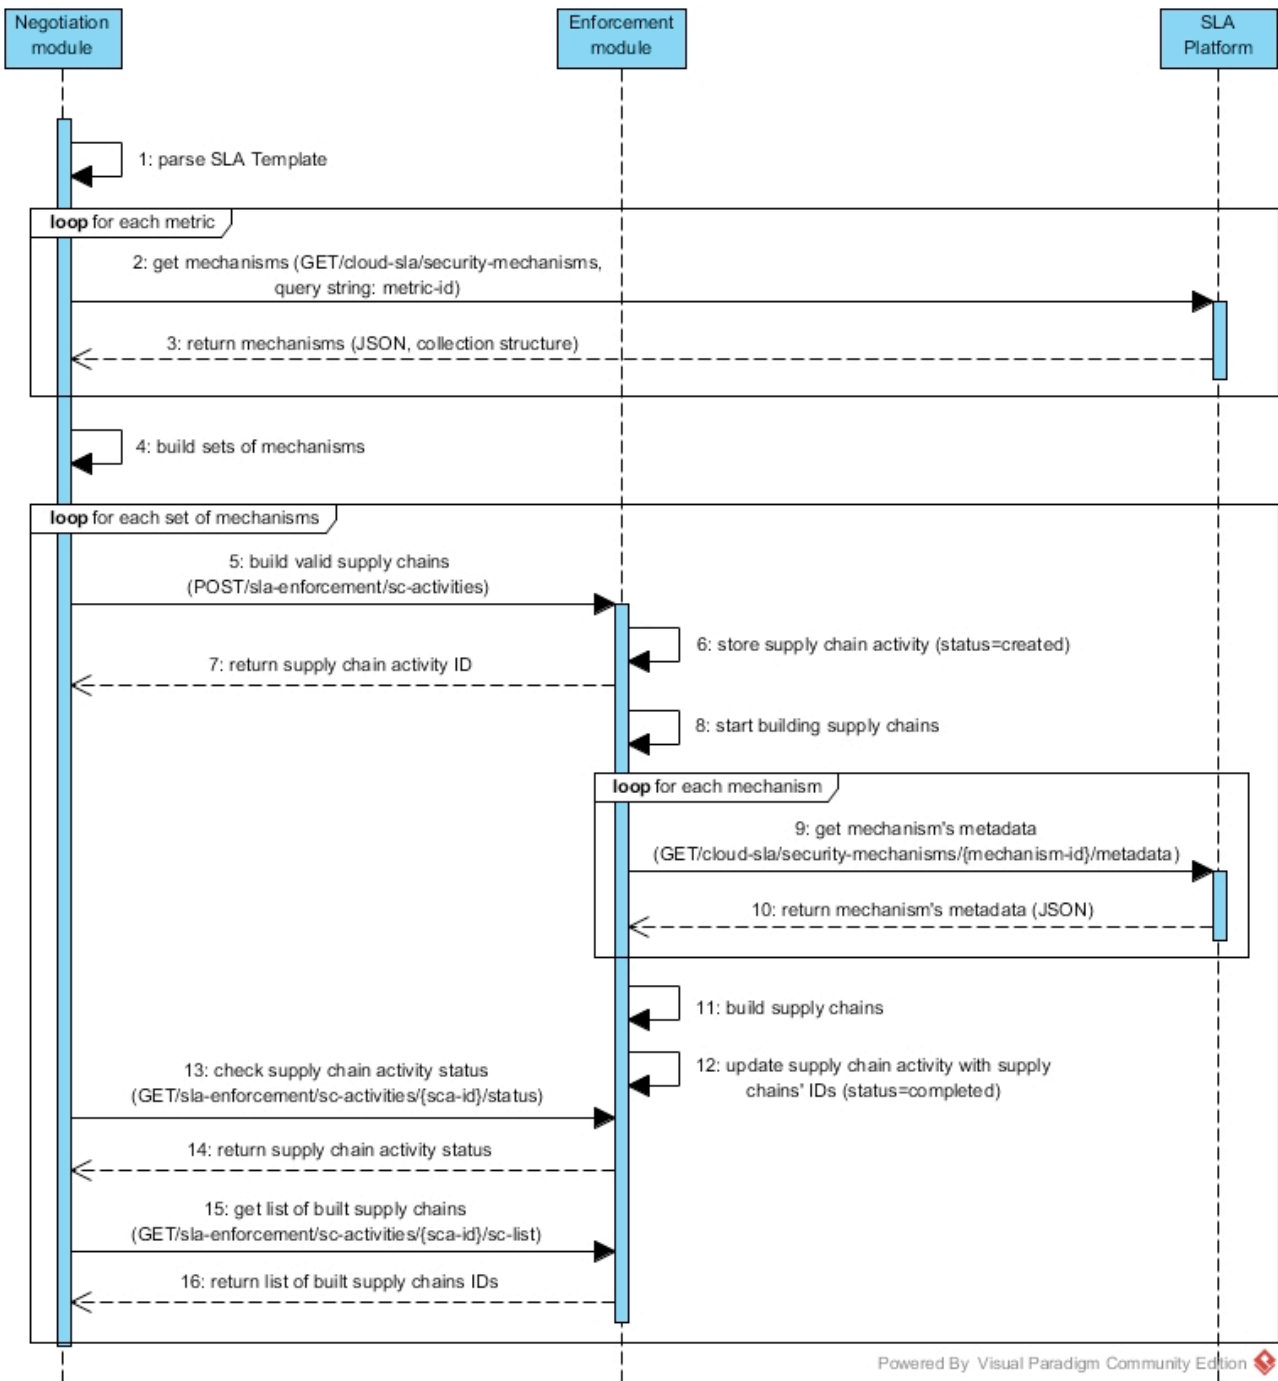 Negotiation
module
Enforcement
module
SLA
Platform
1: parse SLA Template
loop for each metric
2: get mechanisms (GET/cloud-sla/security-mechanisms,
query string: metric-id)
3: return mechanisms (JSON, collection structure)
4: build sets of mechanisms
loop for each set of mechanisms
5: build valid supply chains
(POST/sla-enforcement/sc-activities)
6: store supply chain activity (status=created)
7: return supply chain activity ID
8: start building supply chains
loop for each mechanism
9: get mechanism's metadata
(GET/cloud-sla/security-mechanisms/{mechanism-id}/metadata)
10: return mechanism's metadata (JSON)
11: build supply chains
12: update supply chain activity with supply
chains' IDs (status=completed)
13: check supply chain activity status
(GET/sla-enforcement/sc-activities/{sca-id}/status)
14: return supply chain activity status
15: get list of built supply chains
(GET/sla-enforcement/sc-activities/{sca-id}/sc-list)
16: return list of built supply chains IDs
Powered By Visual Paradigm Community Edition